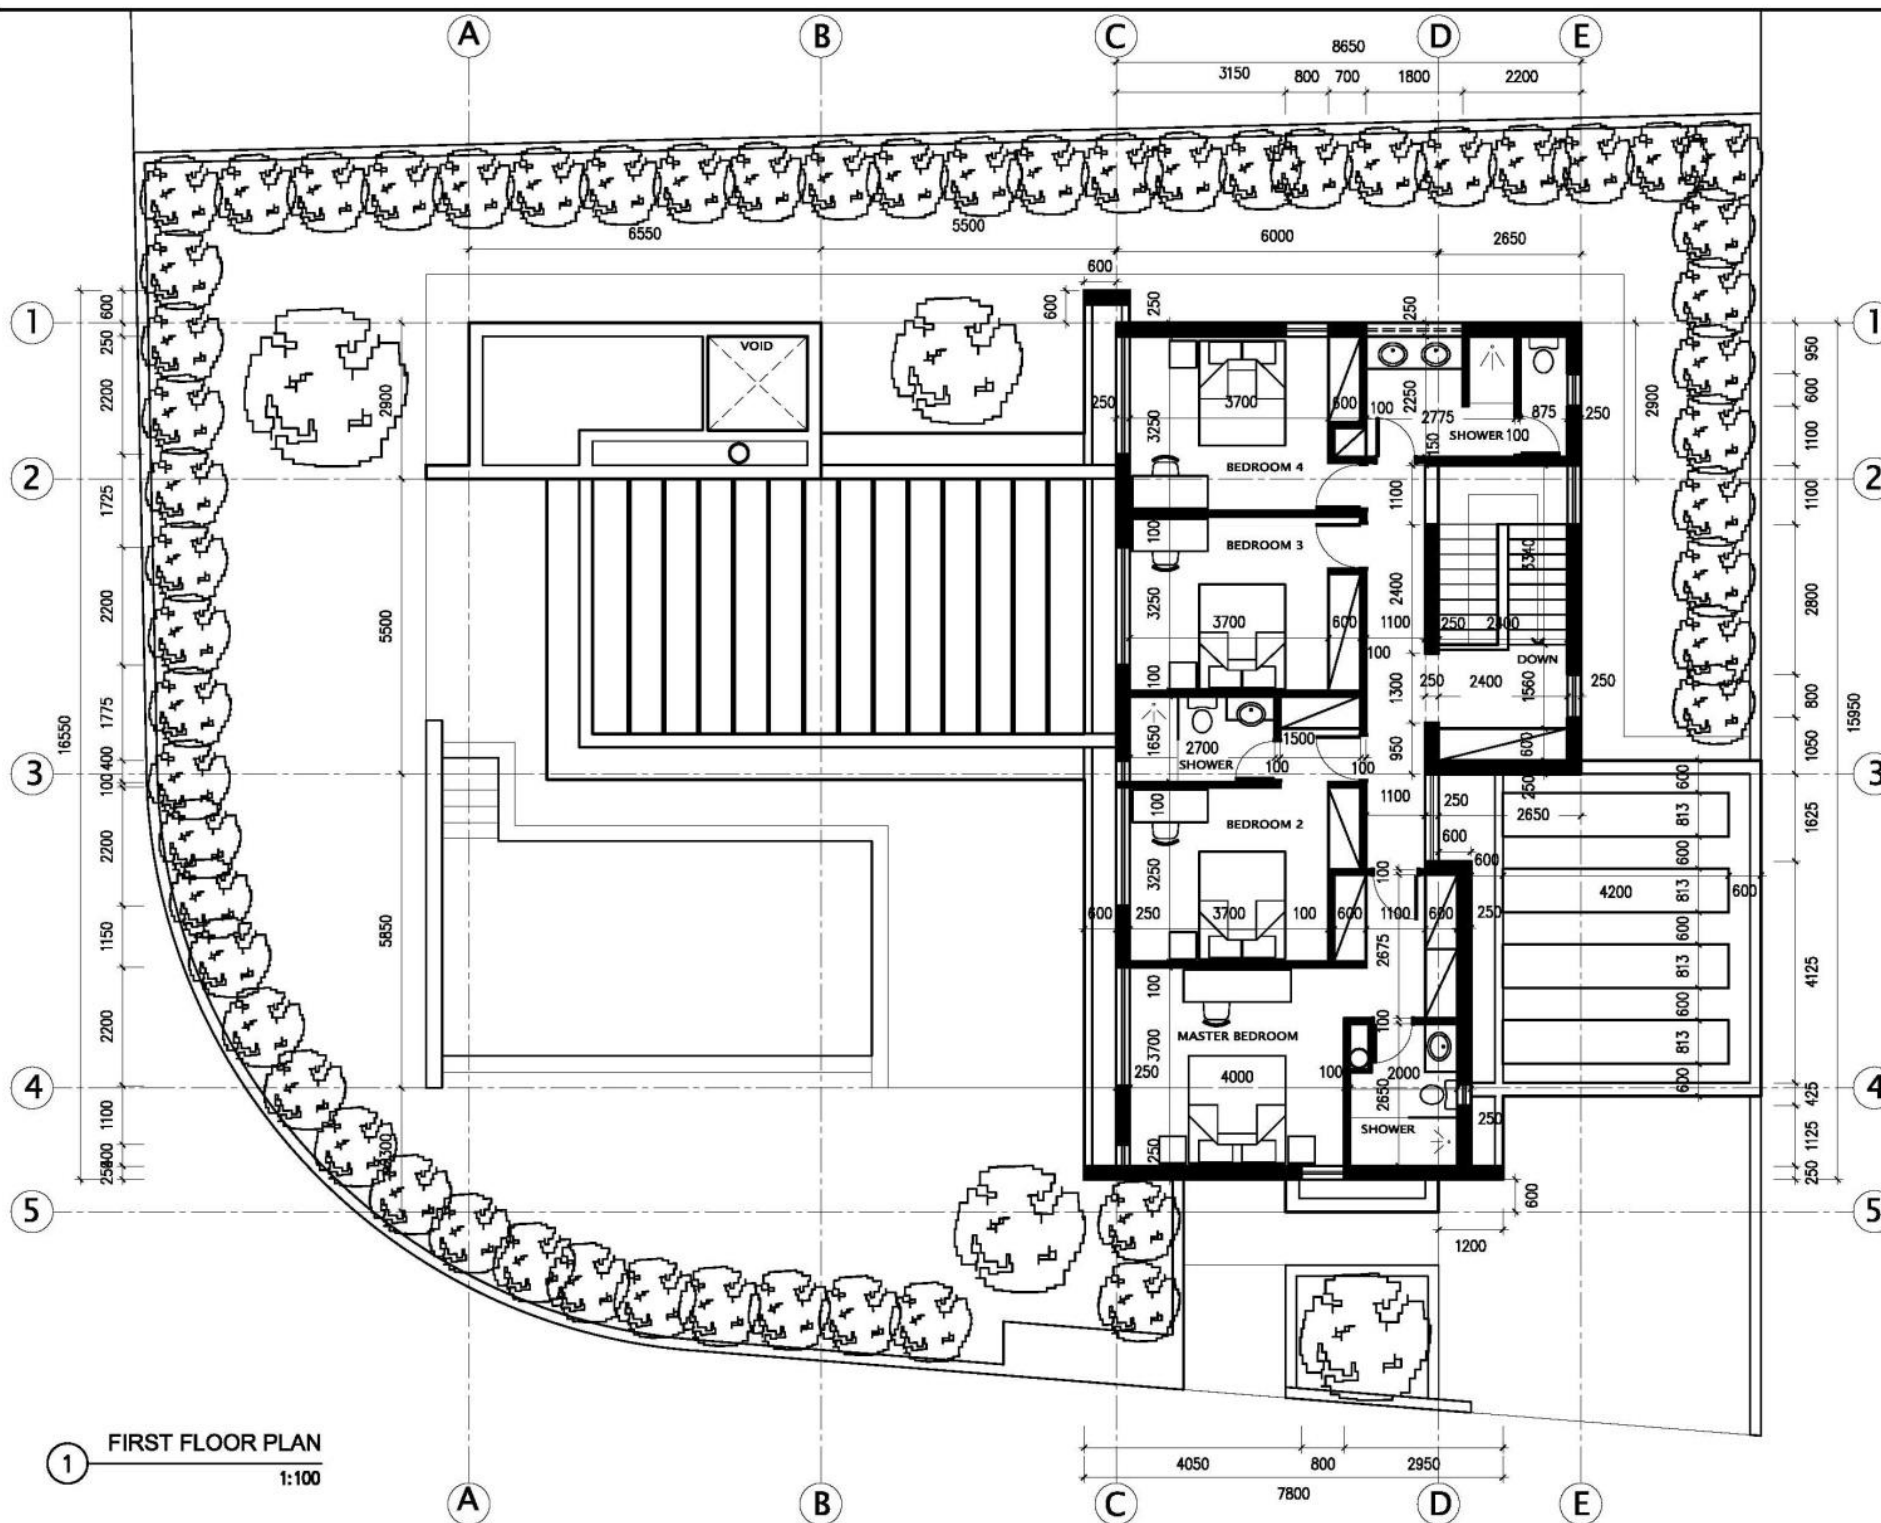 A B C D E
8650
3150 800 700 1800 2200
6550 5500 6000 2650
600
600 600 250 250
1 1
250 VOID 950
2200 2900 250 3700 600 100 2250 2775 875 250 600 2900
3250 SHOWER 100 1100
150
BEDROOM 4
2 2
1725 1100 1100
100 BEDROOM 3
3340
2200 5500 3250 3700 600 2400 1100 250 2400 2800
100
DOWN
100 1300 250 2400 1560 250 800
1775 16550 15950
1650 2700 1500 950 600 1050
SHOWER
400 100 100
3 3
100 250 600
100 1100 250 2650 813 1625
BEDROOM 2
2200 600 600 600
3250 100 813 4200 600
1150 5850 600 250 3700 100 600 1100 600 250 600
2675 813 4125
100 600
2200 MASTER BEDROOM 100 813
3700
250 4000 100 2000 600
4 4
2650 425
1100 SHOWER 250 1125
250 250
600
5 5
1200
FIRST FLOOR PLAN
1
1:100
4050 800 2950
7800
A B C D E